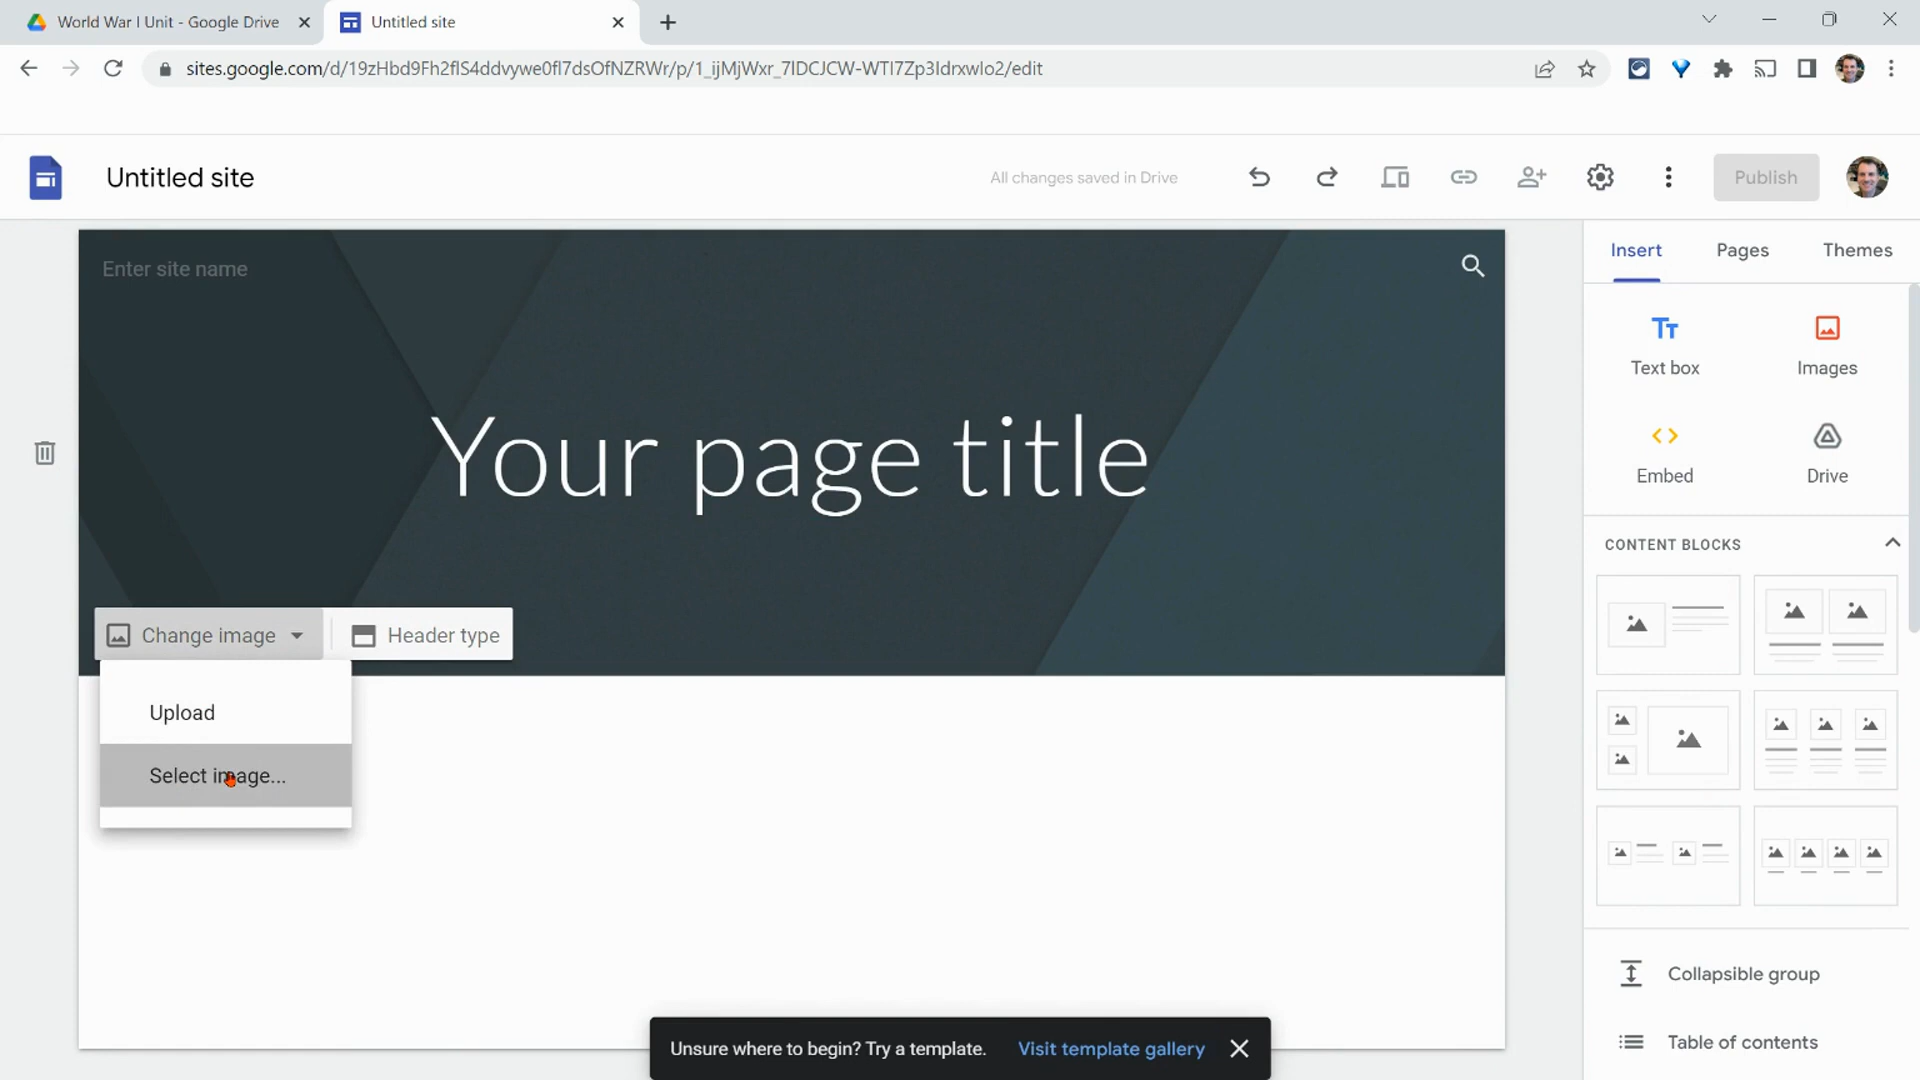 World War I Unit - Google Drive
Untitled site
sites.google.com/d/19zHbd9Fh2flS4ddvywe0fl7dsOfNZRWr/p/1_ijMjWxr_7lDCJCW-WTI7Zp3ldrxwlo2/edit
Untitled site
All changes saved in Drive
Publish
Enter site name
Your page title
Change image
Header type
Upload
Select image...
Insert
Pages
Themes
Text box
Images
Embed
Drive
CONTENT BLOCKS
Collapsible group
Table of contents
Unsure where to begin? Try a template.
Visit template gallery